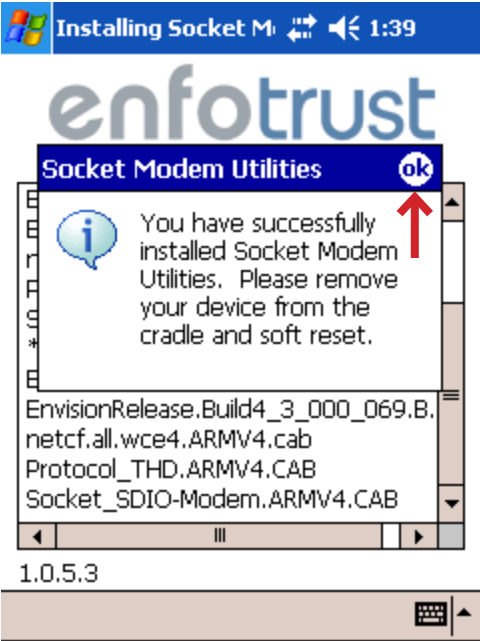 Installing Socket M 1:39
enfotrust
Socket Modem Utilities ok
You have successfully
installed Socket Modem
Utilities. Please remove
your device from the
cradle and soft reset.
*
EnvisionRelease.Build4_3_000_069.B.
netcf.all.wce4.ARMV4.cab
Protocol_THD.ARMV4.CAB
Socket_SDIO-Modem.ARMV4.CAB
1.0.5.3